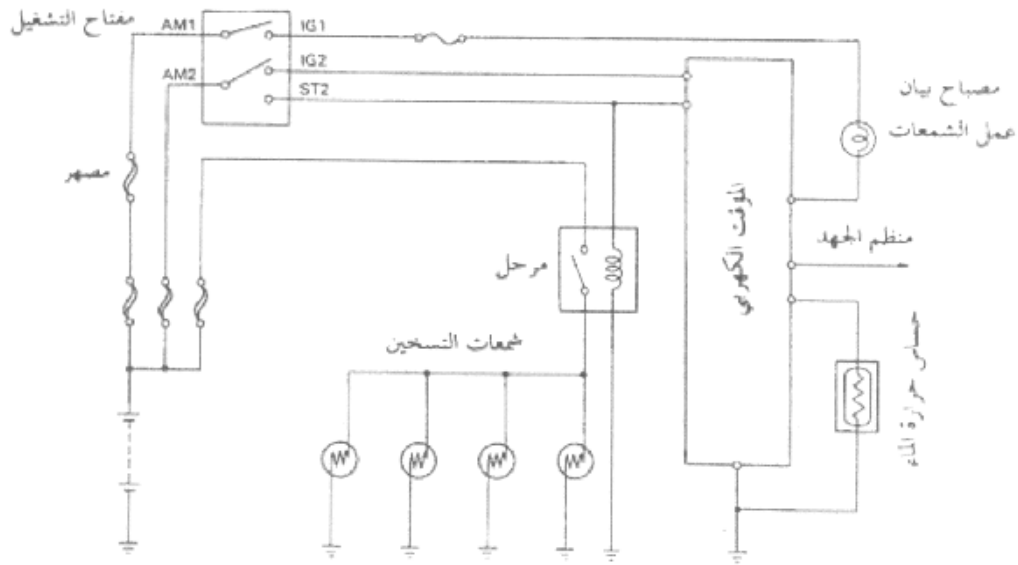 مفتاح التشغيل
AM1
IG1
AM2
IG2
ST2
مصباح بيان
عمل الشمعات
مصهر
المؤقت الكهربي
منظم الجهد
مرحل
شمعات التسخين
حساس حرارة الماء